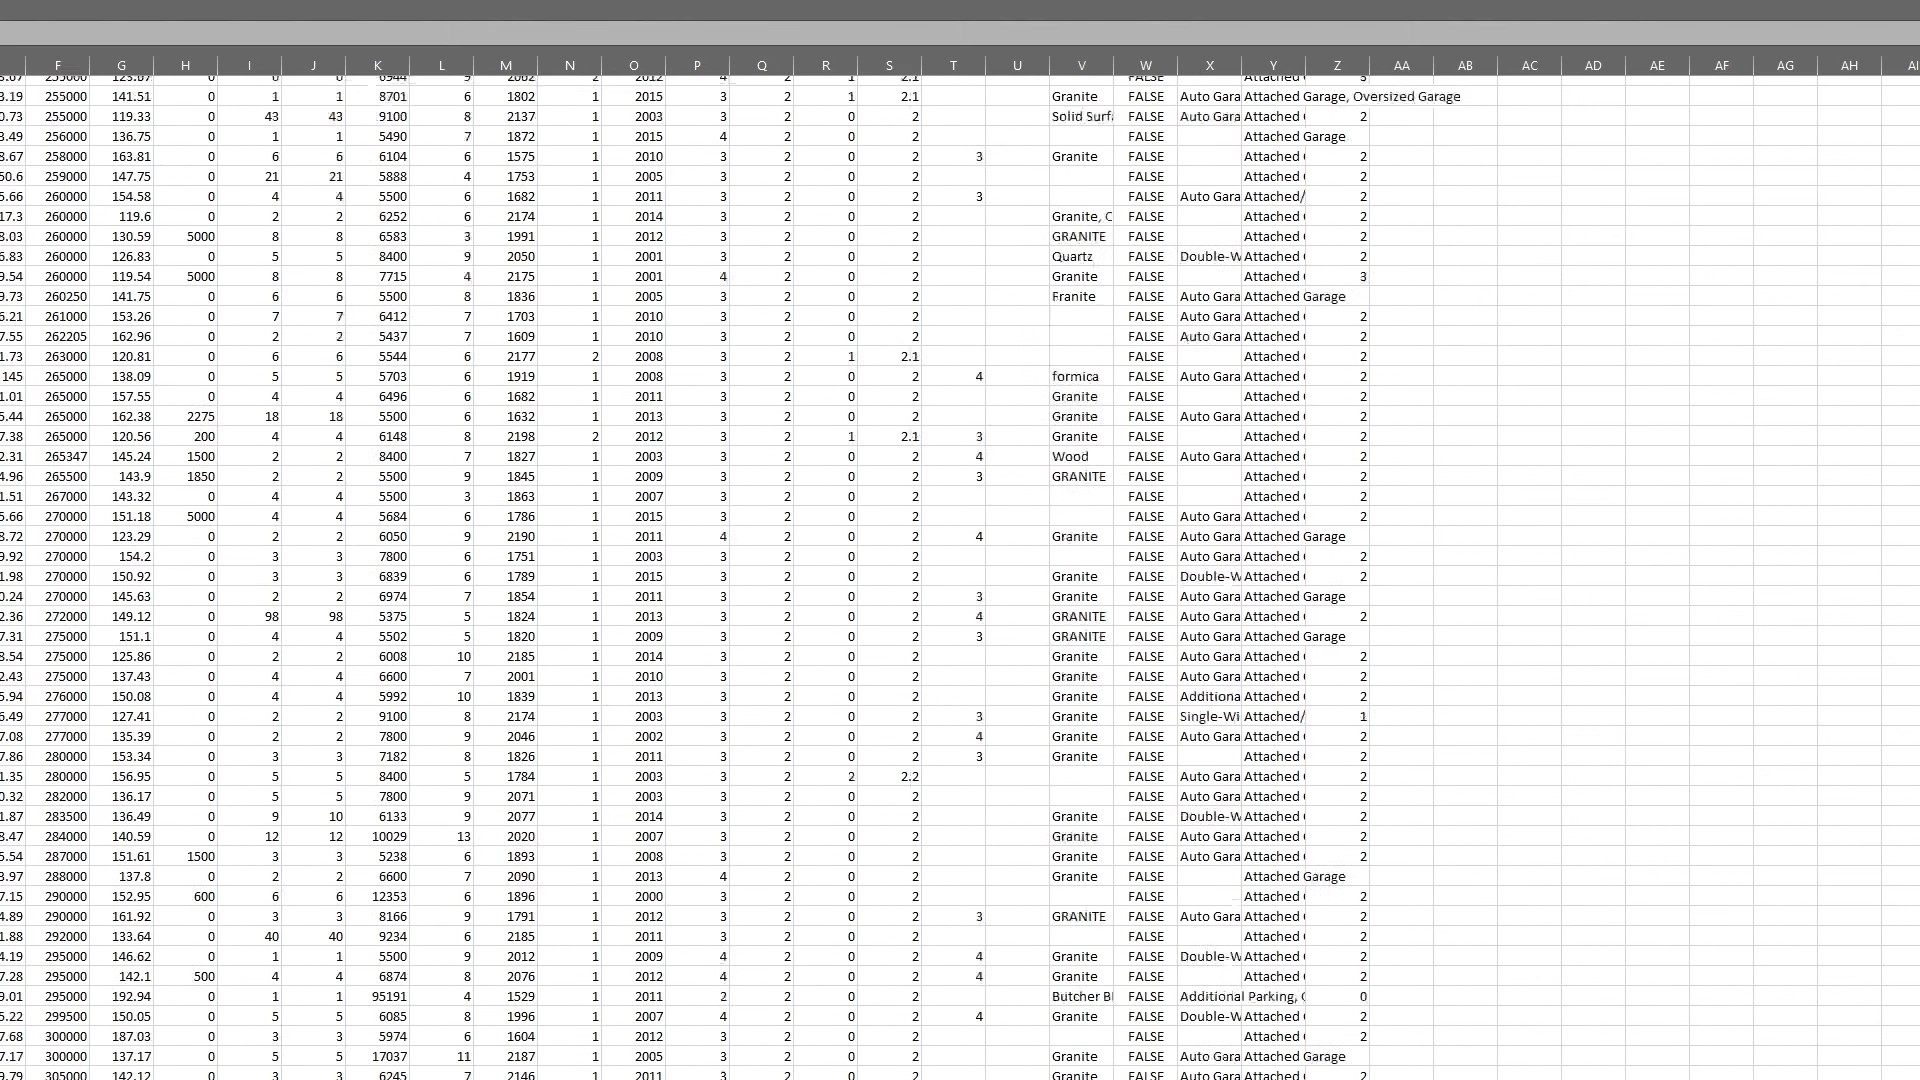 F G H I J K L M N O P Q R S T U V W X Y Z AA AB AC AD AE AF AG AH
255000 123.67 0 0 0 6944 9 2062 2 2012 4 2 1 2.1 FALSE Attached 3
3.19 255000 141.51 0 1 1 8701 6 1802 1 2015 3 2 1 2.1 Granite FALSE Auto Gara Attached Garage, Oversized Garage
0.73 255000 119.33 0 43 43 9100 8 2137 1 2003 3 2 0 2 Solid Surf FALSE Auto Gara Attached 2
3.49 256000 136.75 0 1 1 5490 7 1872 1 2015 4 2 0 2 FALSE Attached Garage
8.67 258000 163.81 0 6 6 6104 6 1575 1 2010 3 2 0 2 3 Granite FALSE Attached 2
50.6 259000 147.75 0 21 21 5888 4 1753 1 2005 3 2 0 2 FALSE Attached 2
5.66 260000 154.58 0 4 4 5500 6 1682 1 2011 3 2 0 2 3 FALSE Auto Gara Attached/ 2
17.3 260000 119.6 0 2 2 6252 6 2174 1 2014 3 2 0 2 Granite, C FALSE Attached 2
8.03 260000 130.59 5000 8 8 6583 3 1991 1 2012 3 2 0 2 GRANITE FALSE Attached 2
6.83 260000 126.83 0 5 5 8400 9 2050 1 2001 3 2 0 2 Quartz FALSE Double-W Attached 2
9.54 260000 119.54 5000 8 8 7715 4 2175 1 2001 4 2 0 2 Granite FALSE Attached 3
9.73 260250 141.75 0 6 6 5500 8 1836 1 2005 3 2 0 2 Franite FALSE Auto Gara Attached Garage
6.21 261000 153.26 0 7 7 6412 7 1703 1 2010 3 2 0 2 FALSE Auto Gara Attached 2
7.55 262205 162.96 0 2 2 5437 7 1609 1 2010 3 2 0 2 FALSE Auto Gara Attached 2
1.73 263000 120.81 0 6 6 5544 6 2177 2 2008 3 2 1 2.1 FALSE Attached 2
145 265000 138.09 0 5 5 5703 6 1919 1 2008 3 2 0 2 4 formica FALSE Auto Gara Attached 2
1.01 265000 157.55 0 4 4 6496 6 1682 1 2011 3 2 0 2 Granite FALSE Attached 2
5.44 265000 162.38 2275 18 18 5500 6 1632 1 2013 3 2 0 2 Granite FALSE Auto Gara Attached 2
7.38 265000 120.56 200 4 4 6148 8 2198 2 2012 3 2 1 2.1 3 Granite FALSE Attached 2
2.31 265347 145.24 1500 2 2 8400 7 1827 1 2003 3 2 0 2 4 Wood FALSE Auto Gara Attached 2
4.96 265500 143.9 1850 2 2 5500 9 1845 1 2009 3 2 0 2 3 GRANITE FALSE Attached 2
1.51 267000 143.32 0 4 4 5500 3 1863 1 2007 3 2 0 2 FALSE Attached 2
5.66 270000 151.18 5000 4 4 5684 6 1786 1 2015 3 2 0 2 FALSE Auto Gara Attached 2
8.72 270000 123.29 0 2 2 6050 9 2190 1 2011 4 2 0 2 4 Granite FALSE Auto Gara Attached Garage
9.92 270000 154.2 0 3 3 7800 6 1751 1 2003 3 2 0 2 FALSE Auto Gara Attached 2
1.98 270000 150.92 0 3 3 6839 6 1789 1 2015 3 2 0 2 Granite FALSE Double-W Attached 2
0.24 270000 145.63 0 2 2 6974 7 1854 1 2011 3 2 0 2 3 Granite FALSE Auto Gara Attached Garage
2.36 272000 149.12 0 98 98 5375 5 1824 1 2013 3 2 0 2 4 GRANITE FALSE Auto Gara Attached 2
7.31 275000 151.1 0 4 4 5502 5 1820 1 2009 3 2 0 2 3 GRANITE FALSE Auto Gara Attached Garage
8.54 275000 125.86 0 2 2 6008 10 2185 1 2014 3 2 0 2 Granite FALSE Auto Gara Attached 2
2.43 275000 137.43 0 4 4 6600 7 2001 1 2010 3 2 0 2 Granite FALSE Auto Gara Attached 2
5.94 276000 150.08 0 4 4 5992 10 1839 1 2013 3 2 0 2 Granite FALSE Additiona Attached 2
6.49 277000 127.41 0 2 2 9100 8 2174 1 2003 3 2 0 2 3 Granite FALSE Single-Wi Attached/ 1
7.08 277000 135.39 0 2 2 7800 9 2046 1 2002 3 2 0 2 4 Granite FALSE Auto Gara Attached 2
7.86 280000 153.34 0 3 3 7182 8 1826 1 2011 3 2 0 2 3 Granite FALSE Attached 2
1.35 280000 156.95 0 5 5 8400 5 1784 1 2003 3 2 2 2.2 FALSE Auto Gara Attached 2
0.32 282000 136.17 0 5 5 7800 9 2071 1 2003 3 2 0 2 FALSE Auto Gara Attached 2
1.87 283500 136.49 0 9 10 6133 9 2077 1 2014 3 2 0 2 Granite FALSE Double-W Attached 2
8.47 284000 140.59 0 12 12 10029 13 2020 1 2007 3 2 0 2 Granite FALSE Auto Gara Attached 2
5.54 287000 151.61 1500 3 3 5238 6 1893 1 2008 3 2 0 2 Granite FALSE Auto Gara Attached 2
3.97 288000 137.8 0 2 2 6600 7 2090 1 2013 4 2 0 2 Granite FALSE Attached Garage
7.15 290000 152.95 600 6 6 12353 6 1896 1 2000 3 2 0 2 FALSE Attached 2
4.89 290000 161.92 0 3 3 8166 9 1791 1 2012 3 2 0 2 3 GRANITE FALSE Auto Gara Attached 2
1.88 292000 133.64 0 40 40 9234 6 2185 1 2011 3 2 0 2 FALSE Attached 2
4.19 295000 146.62 0 1 1 5500 9 2012 1 2009 4 2 0 2 4 Granite FALSE Double-W Attached 2
7.28 295000 142.1 500 4 4 6874 8 2076 1 2012 4 2 0 2 4 Granite FALSE Attached 2
9.01 295000 192.94 0 1 1 95191 4 1529 1 2011 2 2 0 2 Butcher Bl FALSE Additional Parking, 0
5.22 299500 150.05 0 5 5 6085 8 1996 1 2007 4 2 0 2 4 Granite FALSE Double-W Attached 2
7.68 300000 187.03 0 3 3 5974 6 1604 1 2012 3 2 0 2 FALSE Attached 2
7.17 300000 137.17 0 5 5 17037 11 2187 1 2005 3 2 0 2 Granite FALSE Auto Gara Attached Garage
9.79 305000 142.12 0 3 3 6245 7 2146 1 2011 3 2 0 2 Granite FALSE Auto Gara Attached 2